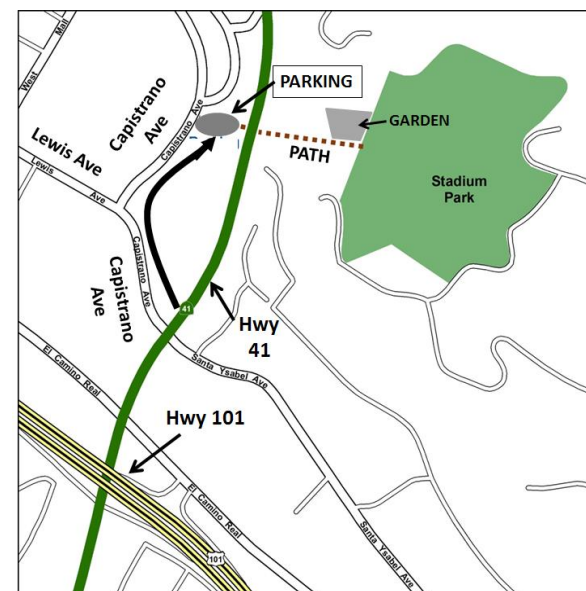 West Mall
PARKING
Capistrano
Ave
Capistrano Ave
GARDEN
Lewis Ave
PATH
Lewis Ave
Stadium
Park
Capistrano Ave
Capistrano
Ave
41
Hwy
41
El Camino Real
Santa Ysabel Ave
Hwy 101
El Camino Real
Santa Ysabel Ave
101